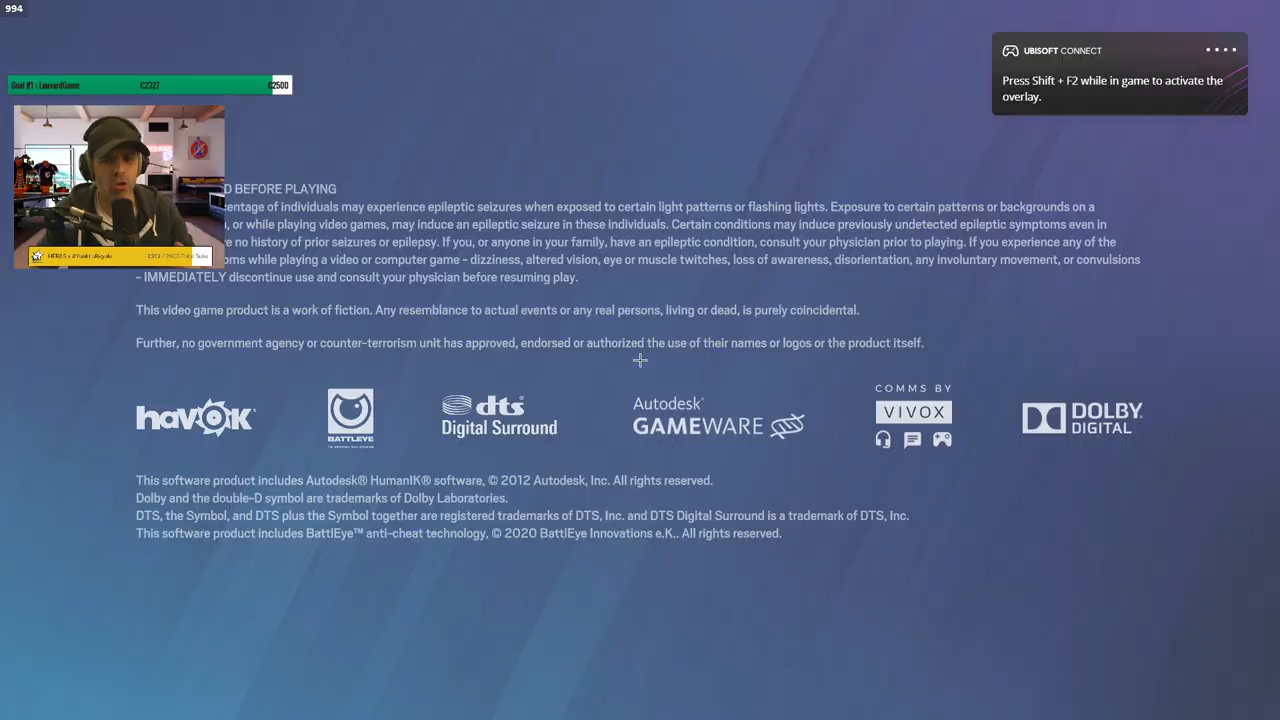 994
UBISOFT CONNECT
Press Shift + F2 while in game to activate the
overlay.
Goal #1 : LeovardGame €2327 €2500
D BEFORE PLAYING
centage of individuals may experience epileptic seizures when exposed to certain light patterns or flashing lights. Exposure to certain patterns or backgrounds on a
, or while playing video games, may induce an epileptic seizure in these individuals. Certain conditions may induce previously undetected epileptic symptoms even in
e no history of prior seizures or epilepsy. If you, or anyone in your family, have an epileptic condition, consult your physician prior to playing. If you experience any of the
oms while playing a video or computer game - dizziness, altered vision, eye or muscle twitches, loss of awareness, disorientation, any involuntary movement, or convulsions
- IMMEDIATELY discontinue use and consult your physician before resuming play.
This video game product is a work of fiction. Any resemblance to actual events or any real persons, living or dead, is purely coincidental.
Further, no government agency or counter-terrorism unit has approved, endorsed or authorized the use of their names or logos or the product itself.
havok
BATTLEYE
dts
Digital Surround
Autodesk®
GAMEWARE
COMMS BY
VIVOX
DOLBY
DIGITAL
This software product includes Autodesk® HumanIK® software, © 2012 Autodesk, Inc. All rights reserved.
Dolby and the double-D symbol are trademarks of Dolby Laboratories.
DTS, the Symbol, and DTS plus the Symbol together are registered trademarks of DTS, Inc. and DTS Digital Surround is a trademark of DTS, Inc.
This software product includes BattlEye™ anti-cheat technology, © 2020 BattlEye Innovations e.K.. All rights reserved.